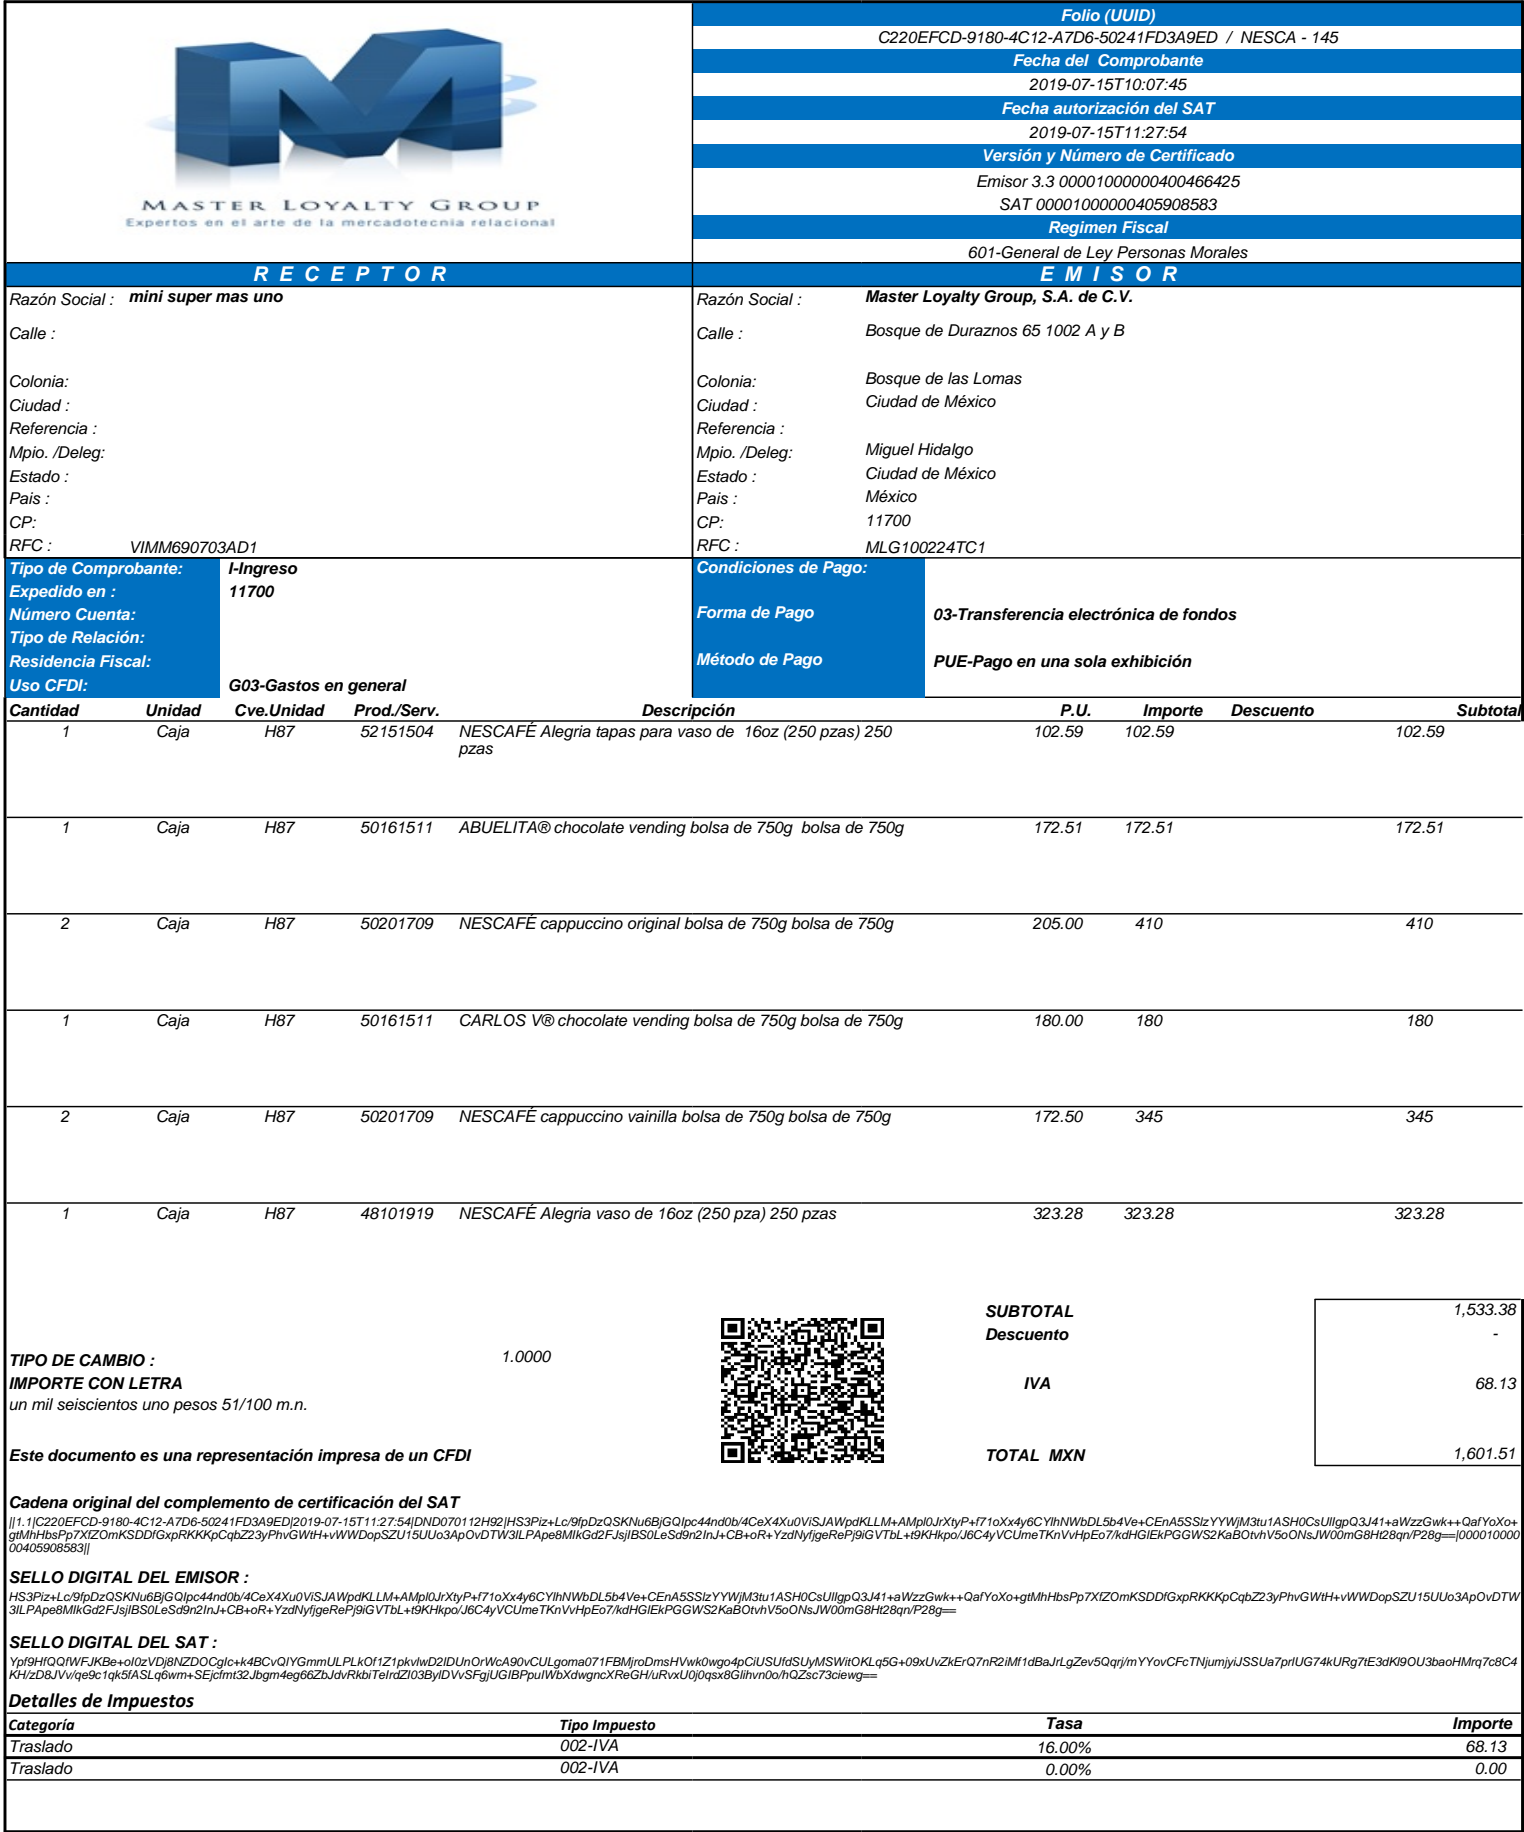 MASTER LOYALTY GROUP
Expertos en el arte de la mercadotecnia relacional
Folio (UUID)
C220EFCD-9180-4C12-A7D6-50241FD3A9ED / NESCA - 145
Fecha del Comprobante
2019-07-15T10:07:45
Fecha autorización del SAT
2019-07-15T11:27:54
Versión y Número de Certificado
Emisor 3.3 00001000000400466425
SAT 00001000000405908583
Regimen Fiscal
601-General de Ley Personas Morales
RECEPTOR
Razón Social : mini super mas uno
Calle :
Colonia:
Ciudad :
Referencia :
Mpio. /Deleg:
Estado :
Pais :
CP:
RFC : VIMM690703AD1
EMISOR
Razón Social : Master Loyalty Group, S.A. de C.V.
Calle : Bosque de Duraznos 65 1002 A y B
Colonia: Bosque de las Lomas
Ciudad : Ciudad de México
Referencia :
Mpio. /Deleg: Miguel Hidalgo
Estado : Ciudad de México
Pais : México
CP: 11700
RFC : MLG100224TC1
Tipo de Comprobante: I-Ingreso
Expedido en : 11700
Número Cuenta:
Tipo de Relación:
Residencia Fiscal:
Uso CFDI: G03-Gastos en general
Condiciones de Pago:
Forma de Pago 03-Transferencia electrónica de fondos
Método de Pago PUE-Pago en una sola exhibición
Cantidad Unidad Cve.Unidad Prod./Serv. Descripción P.U. Importe Descuento Subtotal
1 Caja H87 52151504 NESCAFÉ Alegria tapas para vaso de 16oz (250 pzas) 250 102.59 102.59 102.59
pzas
1 Caja H87 50161511 ABUELITA® chocolate vending bolsa de 750g bolsa de 750g 172.51 172.51 172.51
2 Caja H87 50201709 NESCAFÉ cappuccino original bolsa de 750g bolsa de 750g 205.00 410 410
1 Caja H87 50161511 CARLOS V® chocolate vending bolsa de 750g bolsa de 750g 180.00 180 180
2 Caja H87 50201709 NESCAFÉ cappuccino vainilla bolsa de 750g bolsa de 750g 172.50 345 345
1 Caja H87 48101919 NESCAFÉ Alegria vaso de 16oz (250 pza) 250 pzas 323.28 323.28 323.28
SUBTOTAL 1,533.38
Descuento -
TIPO DE CAMBIO : 1.0000
IMPORTE CON LETRA IVA 68.13
un mil seiscientos uno pesos 51/100 m.n.
Este documento es una representación impresa de un CFDI TOTAL MXN 1,601.51
Cadena original del complemento de certificación del SAT
00405908583||
SELLO DIGITAL DEL EMISOR :
SELLO DIGITAL DEL SAT :
Detalles de Impuestos
Categoría Tipo Impuesto Tasa Importe
Traslado 002-IVA 16.00% 68.13
Traslado 002-IVA 0.00% 0.00